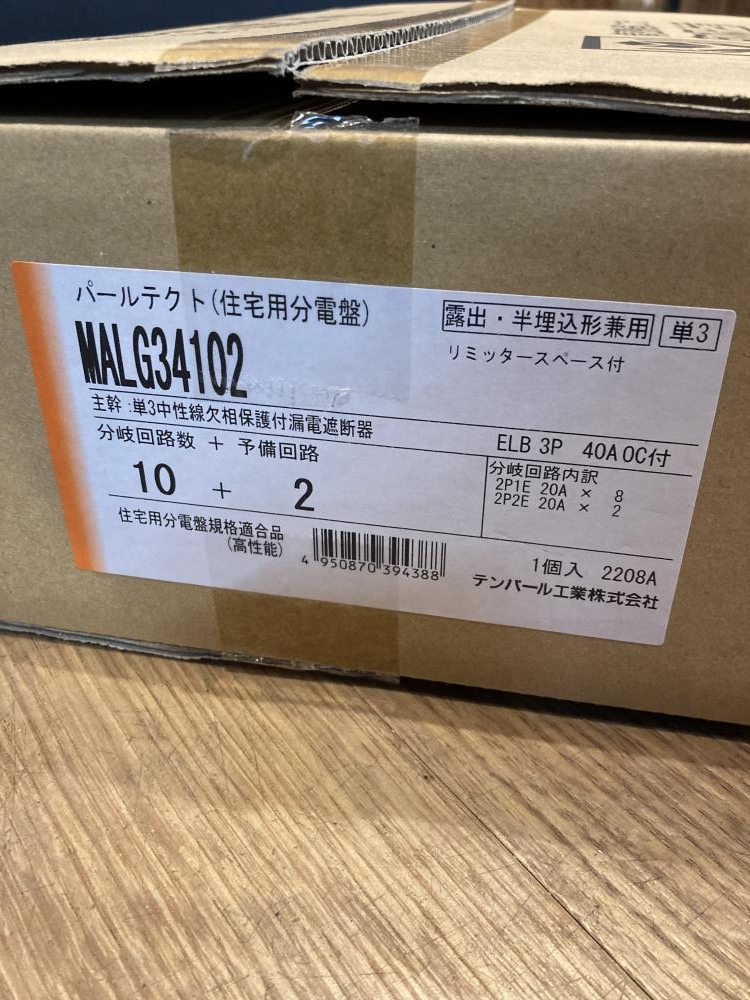 パールテクト(住宅用分電盤)
露出・半埋込形兼用 単3
MALG34102
リミッタースペース付
主幹:単3中性線欠相保護付漏電遮断器
ELB 3P 40A OC付
分岐回路数 + 予備回路
10 + 2
分岐回路内訳
2P1E 20A × 8
2P2E 20A × 2
住宅用分電盤規格適合品
(高性能)
4 950870 394388
1個入 2208A
テンパール工業株式会社